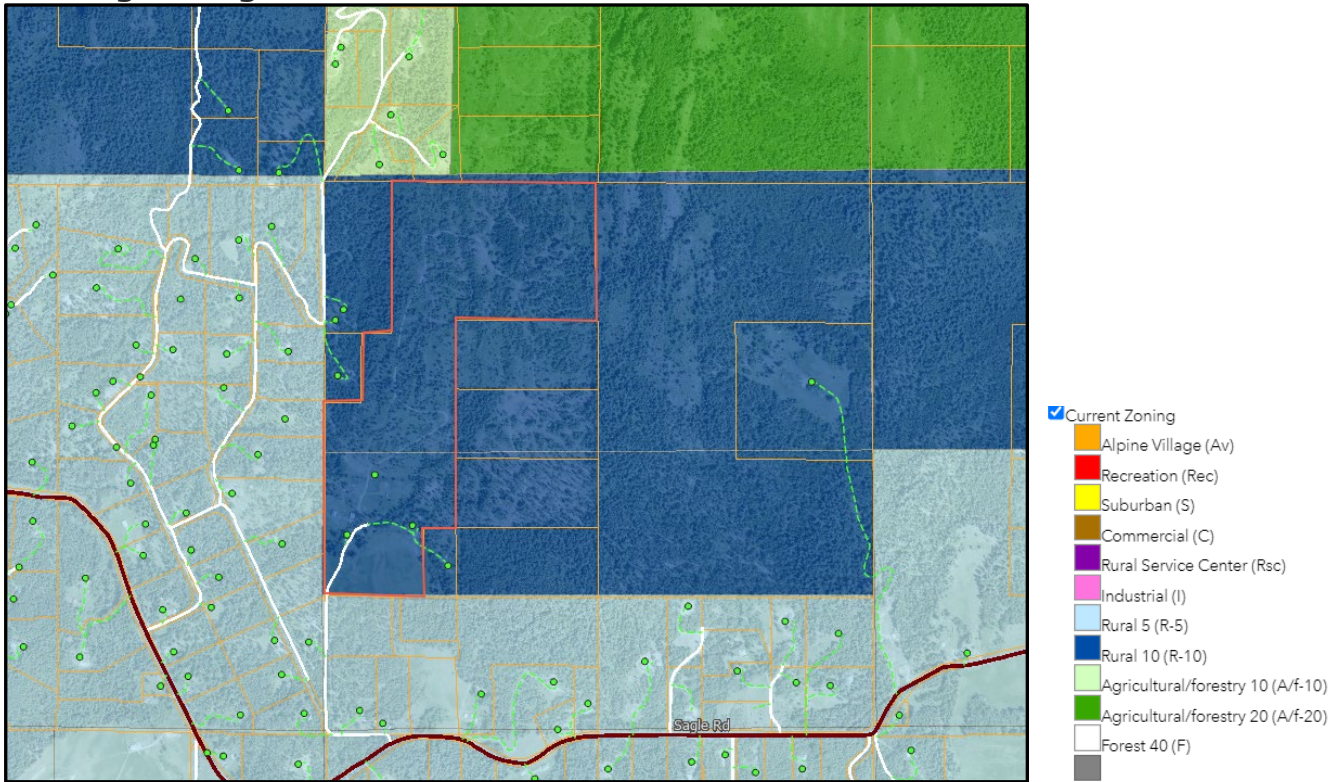 Current Zoning
Alpine Village (Av)
Recreation (Rec)
Suburban (S)
Commercial (C)
Rural Service Center (Rsc)
Industrial (I)
Rural 5 (R-5)
Rural 10 (R-10)
Agricultural/forestry 10 (A/f-10)
Agricultural/forestry 20 (A/f-20)
Forest 40 (F)
Sagle Rd